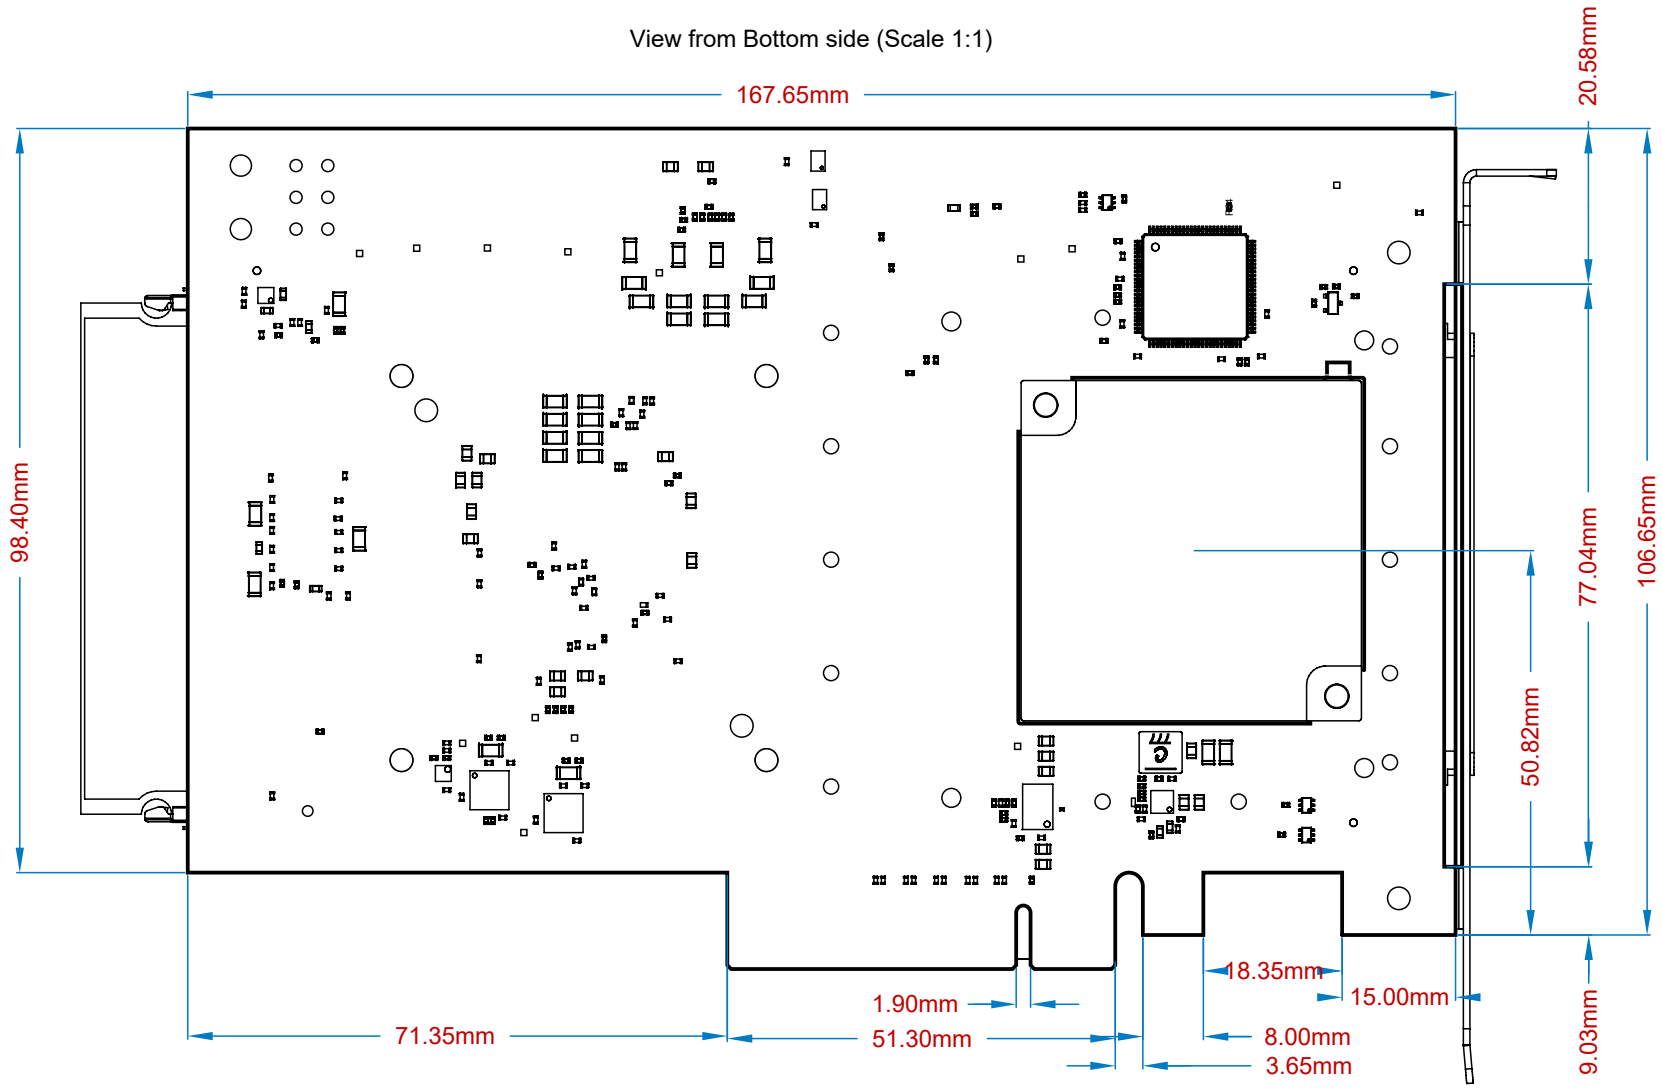 View from Bottom side (Scale 1:1)
20.58mm
167.65mm
98.40mm
77.04mm
106.65mm
50.82mm
18.35mm
15.00mm
1.90mm
9.03mm
71.35mm
51.30mm
8.00mm
3.65mm